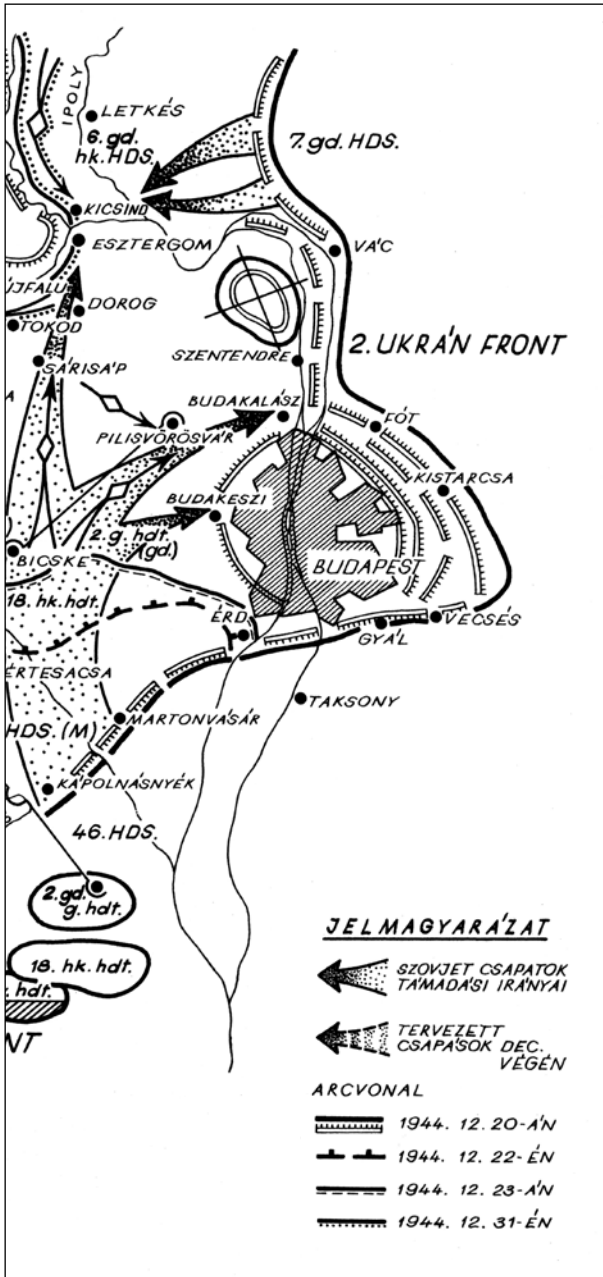 IPOLY
LETKÉS
6. gd.
hk. HDS.
7. gd. HDS.
KICSIND
ESZTERGOM
VÁC
ÚJFALU
DOROG
TOKOD
2. UKRÁN FRONT
SZENTENDRE
SÁRISÁP
A
BUDAKALÁSZ
FÓT
PILISVÖRÖSVÁR
KISTARCSA
BUDAKESZI
2. g. hdt.
(gd.)
BICSKE
BUDAPEST
18. hk. hdt.
ÉRD
VECSÉS
GYÁL
ÉRTESACSA
TAKSONY
MARTONVÁSÁR
HDS. (M)
KÁPOLNÁSNYÉK
46. HDS.
2. gd.
g. hdt.
18. hk. hdt.
. hdt.
NT
JELMAGYARÁZAT
SZOVJET CSAPATOK
TÁMADÁSI IRÁNYAI
TERVEZETT
CSAPÁSOK DEC.
VÉGÉN
ARCVONAL
1944. 12. 20-ÁN
1944. 12. 22-ÉN
1944. 12. 23-ÁN
1944. 12. 31-ÉN